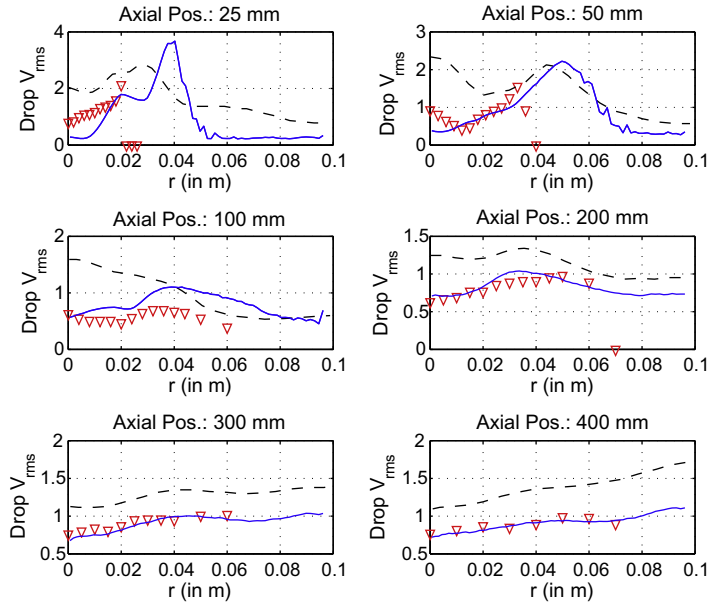 Axial Pos.: 25 mm
Drop Vrms
4
2
0
0 0.02 0.04 0.06 0.08 0.1
r (in m)
Axial Pos.: 50 mm
Drop Vrms
3
2
1
0
0 0.02 0.04 0.06 0.08 0.1
r (in m)
Axial Pos.: 100 mm
Drop Vrms
2
1
0
0 0.02 0.04 0.06 0.08 0.1
r (in m)
Axial Pos.: 200 mm
Drop Vrms
1.5
1
0.5
0
0 0.02 0.04 0.06 0.08 0.1
r (in m)
Axial Pos.: 300 mm
Drop Vrms
2
1.5
1
0.5
0 0.02 0.04 0.06 0.08 0.1
r (in m)
Axial Pos.: 400 mm
Drop Vrms
2
1.5
1
0.5
0 0.02 0.04 0.06 0.08 0.1
r (in m)